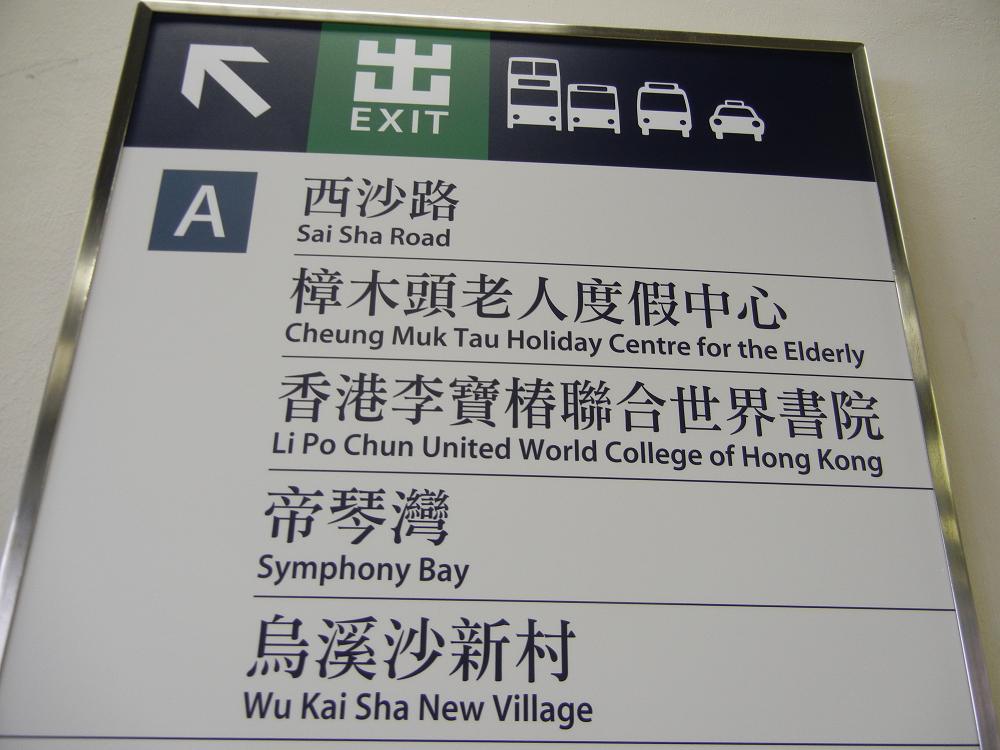 出
EXIT
A
西沙路
Sai Sha Road
樟木頭老人度假中心
Cheung Muk Tau Holiday Centre for the Elderly
香港李寶椿聯合世界書院
Li Po Chun United World College of Hong Kong
帝琴灣
Symphony Bay
烏溪沙新村
Wu Kai Sha New Village